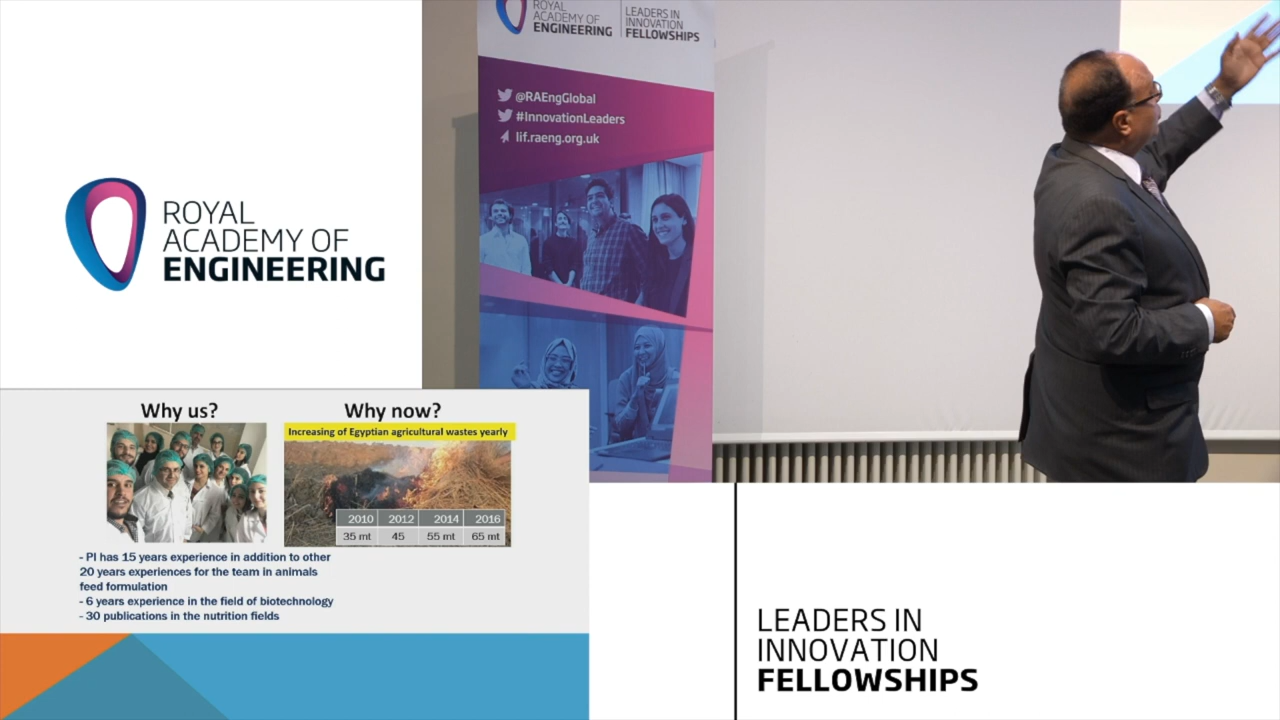 ROYAL
ACADEMY OF
ENGINEERING
ROYAL
ACADEMY OF
ENGINEERING
LEADERS IN
INNOVATION
FELLOWSHIPS
@RAEngGlobal
#InnovationLeaders
lif.raeng.org.uk
Why us?
Why now?
Increasing of Egyptian agricultural wastes yearly
2010 2012 2014 2016
35 mt 45 55 mt 65 mt
- PI has 15 years experience in addition to other
20 years experiences for the team in animals
feed formulation
- 6 years experience in the field of biotechnology
- 30 publications in the nutrition fields
LEADERS IN
INNOVATION
FELLOWSHIPS